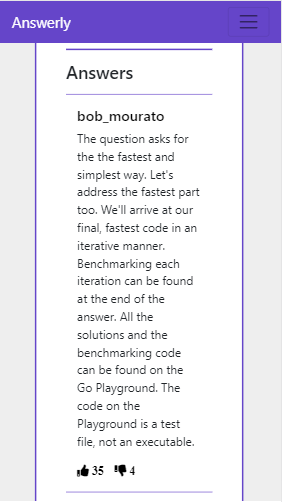 Answerly
Answers
bob_mourato
The question asks for
the the fastest and
simplest way. Let's
address the fastest part
too. We'll arrive at our
final, fastest code in an
iterative manner.
Benchmarking each
iteration can be found
at the end of the
answer. All the
solutions and the
benchmarking code
can be found on the
Go Playground. The
code on the
Playground is a test
file, not an executable.
35 4